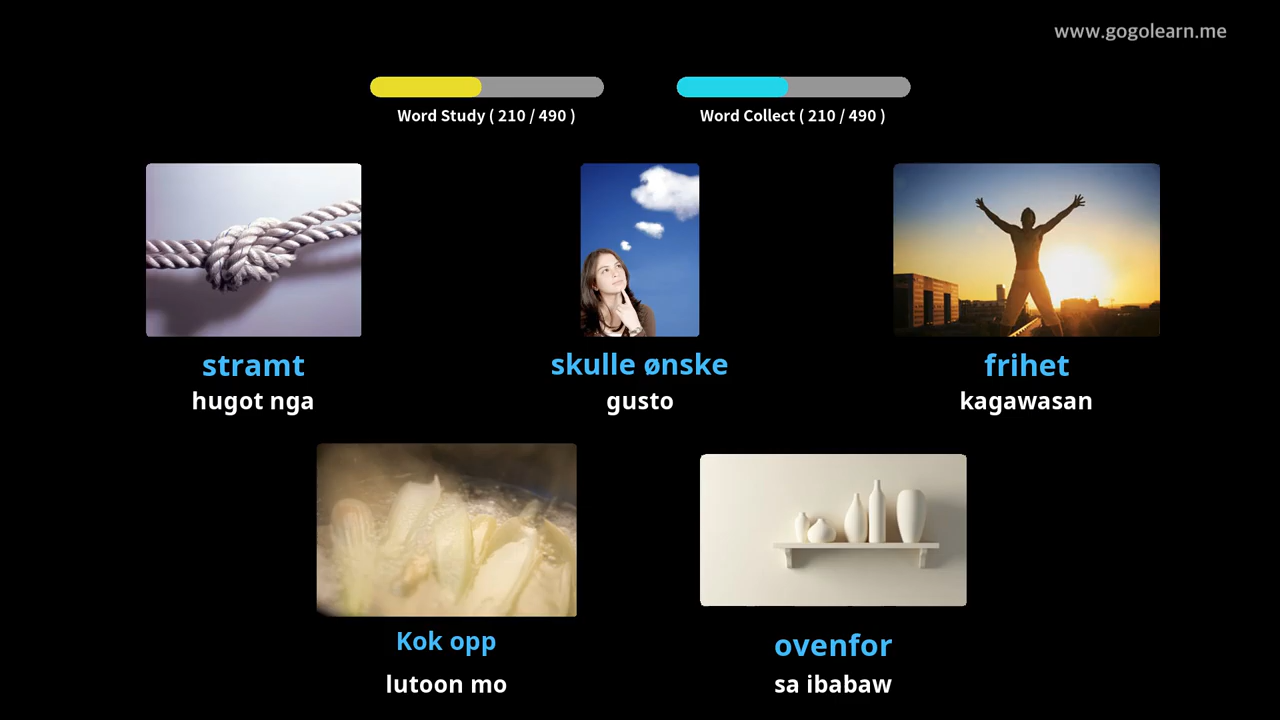 www.gogolearn.me
Word Study ( 210 / 490 )
Word Collect ( 210 / 490 )
stramt
hugot nga
skulle ønske
gusto
frihet
kagawasan
Kok opp
lutoon mo
ovenfor
sa ibabaw